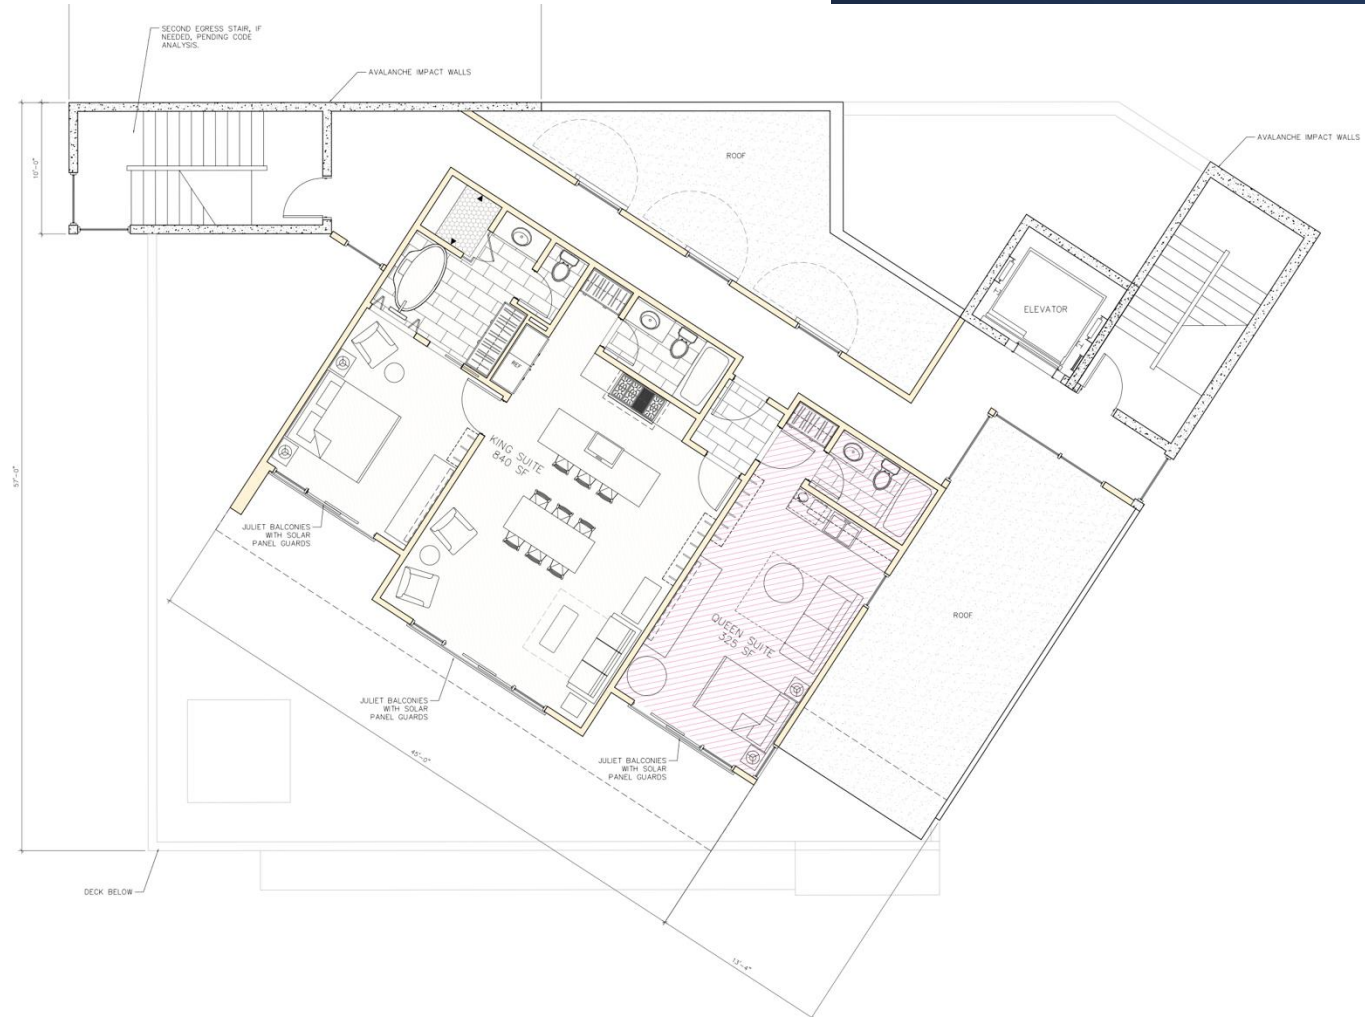 SECOND EGRESS STAIR, IF
NEEDED, PENDING CODE
ANALYSIS.
AVALANCHE IMPACT WALLS
10'-0"
ROOF
AVALANCHE IMPACT WALLS
ELEVATOR
REF
KING SUITE
840 SF
57'-0"
JULIET BALCONIES
WITH SOLAR
PANEL GUARDS
ROOF
QUEEN SUITE
325 SF
JULIET BALCONIES
WITH SOLAR
PANEL GUARDS
45'-0"
JULIET BALCONIES
WITH SOLAR
PANEL GUARDS
DECK BELOW
13'-4"